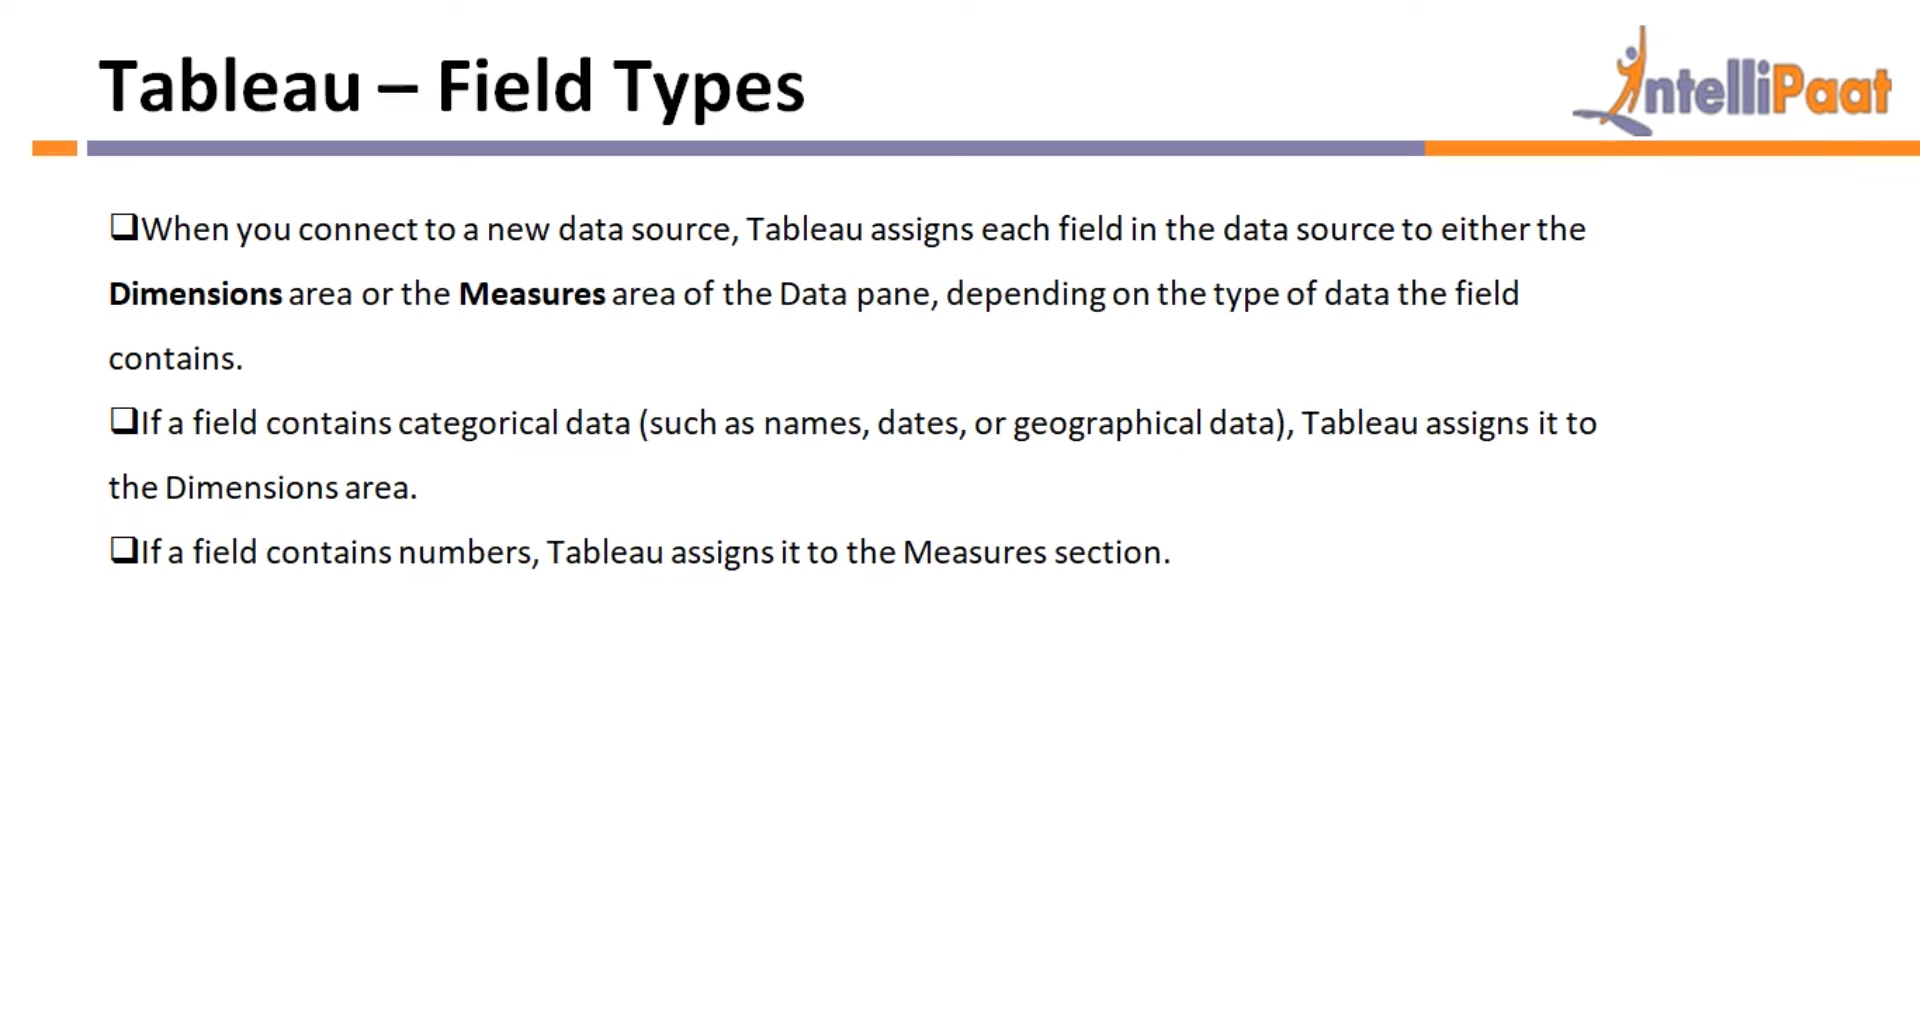 Tableau – Field Types
IntelliPaat
❑When you connect to a new data source, Tableau assigns each field in the data source to either the
Dimensions area or the Measures area of the Data pane, depending on the type of data the field
contains.
❑If a field contains categorical data (such as names, dates, or geographical data), Tableau assigns it to
the Dimensions area.
❑If a field contains numbers, Tableau assigns it to the Measures section.